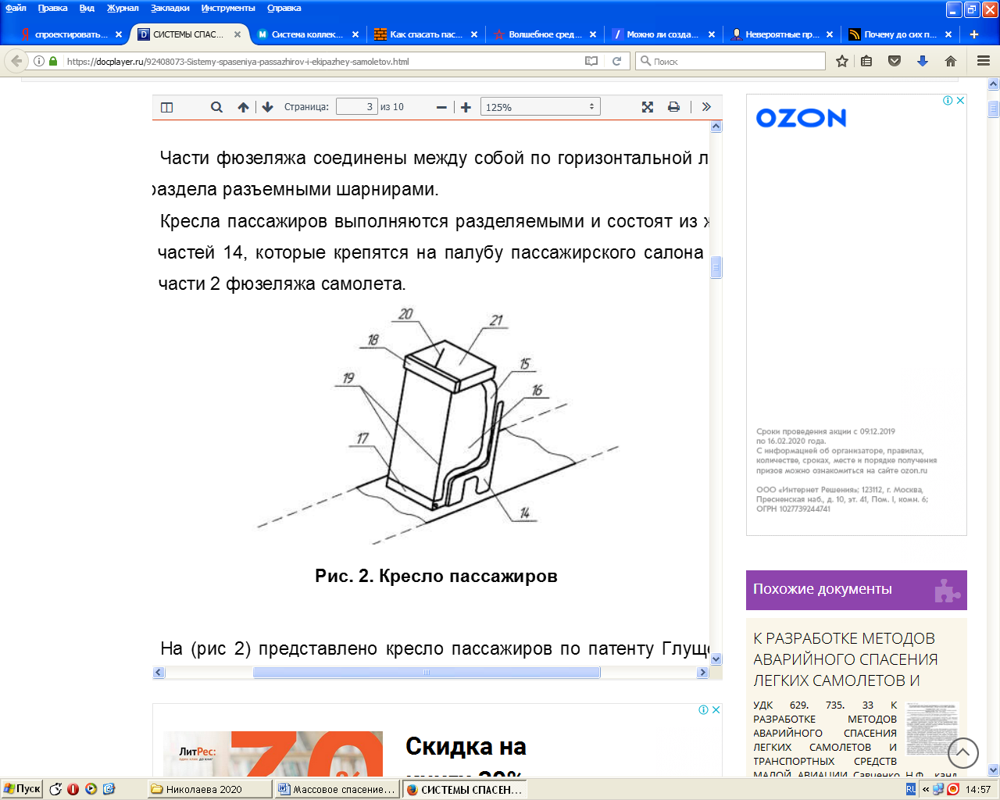 Файл Правка Вид Журнал Закладки Инструменты Справка
спроектировать... СИСТЕМЫ СПАС... Система коллек... Как спасать пас... Волшебное сред... Можно ли созда... Невероятные пр... Почему до сих п...
https://docplayer.ru/92408073-Sistemy-spaseniya-passazhirov-i-ekipazhey-samoletov.html
Поиск
Страница: 3 из 10 125%
Части фюзеляжа соединены между собой по горизонтальной л
раздела разъемными шарнирами.
Кресла пассажиров выполняются разделяемыми и состоят из ж
частей 14, которые крепятся на палубу пассажирского салона
части 2 фюзеляжа самолета.
20
21
18
15
19
16
17
14
Рис. 2. Кресло пассажиров
На (рис 2) представлено кресло пассажиров по патенту Глуще
OZON
Сроки проведения акции с 09.12.2019
по 16.02.2020 года.
С информацией об организаторе, правилах,
количестве, сроках, месте и порядке получения
призов можно ознакомиться на сайте ozon.ru
ООО «Интернет Решения»; 123112, г. Москва,
Пресненская наб., д. 10, эт. 41, Пом. I, комн. 6;
ОГРН 1027739244741
Похожие документы
К РАЗРАБОТКЕ МЕТОДОВ
АВАРИЙНОГО СПАСЕНИЯ
ЛЕГКИХ САМОЛЕТОВ И
УДК 629. 735. 33 К
РАЗРАБОТКЕ МЕТОДОВ
АВАРИЙНОГО СПАСЕНИЯ
ЛЕГКИХ САМОЛЕТОВ И
ТРАНСПОРТНЫХ СРЕДСТВ
МАЛОЙ АВИАЦИИ Савченко Н.Ф., канд.
ЛитРес:
один клик до книг
Скидка на
Пуск
Николаева 2020
Массовое спасение...
СИСТЕМЫ СПАСЕН...
RU
14:57